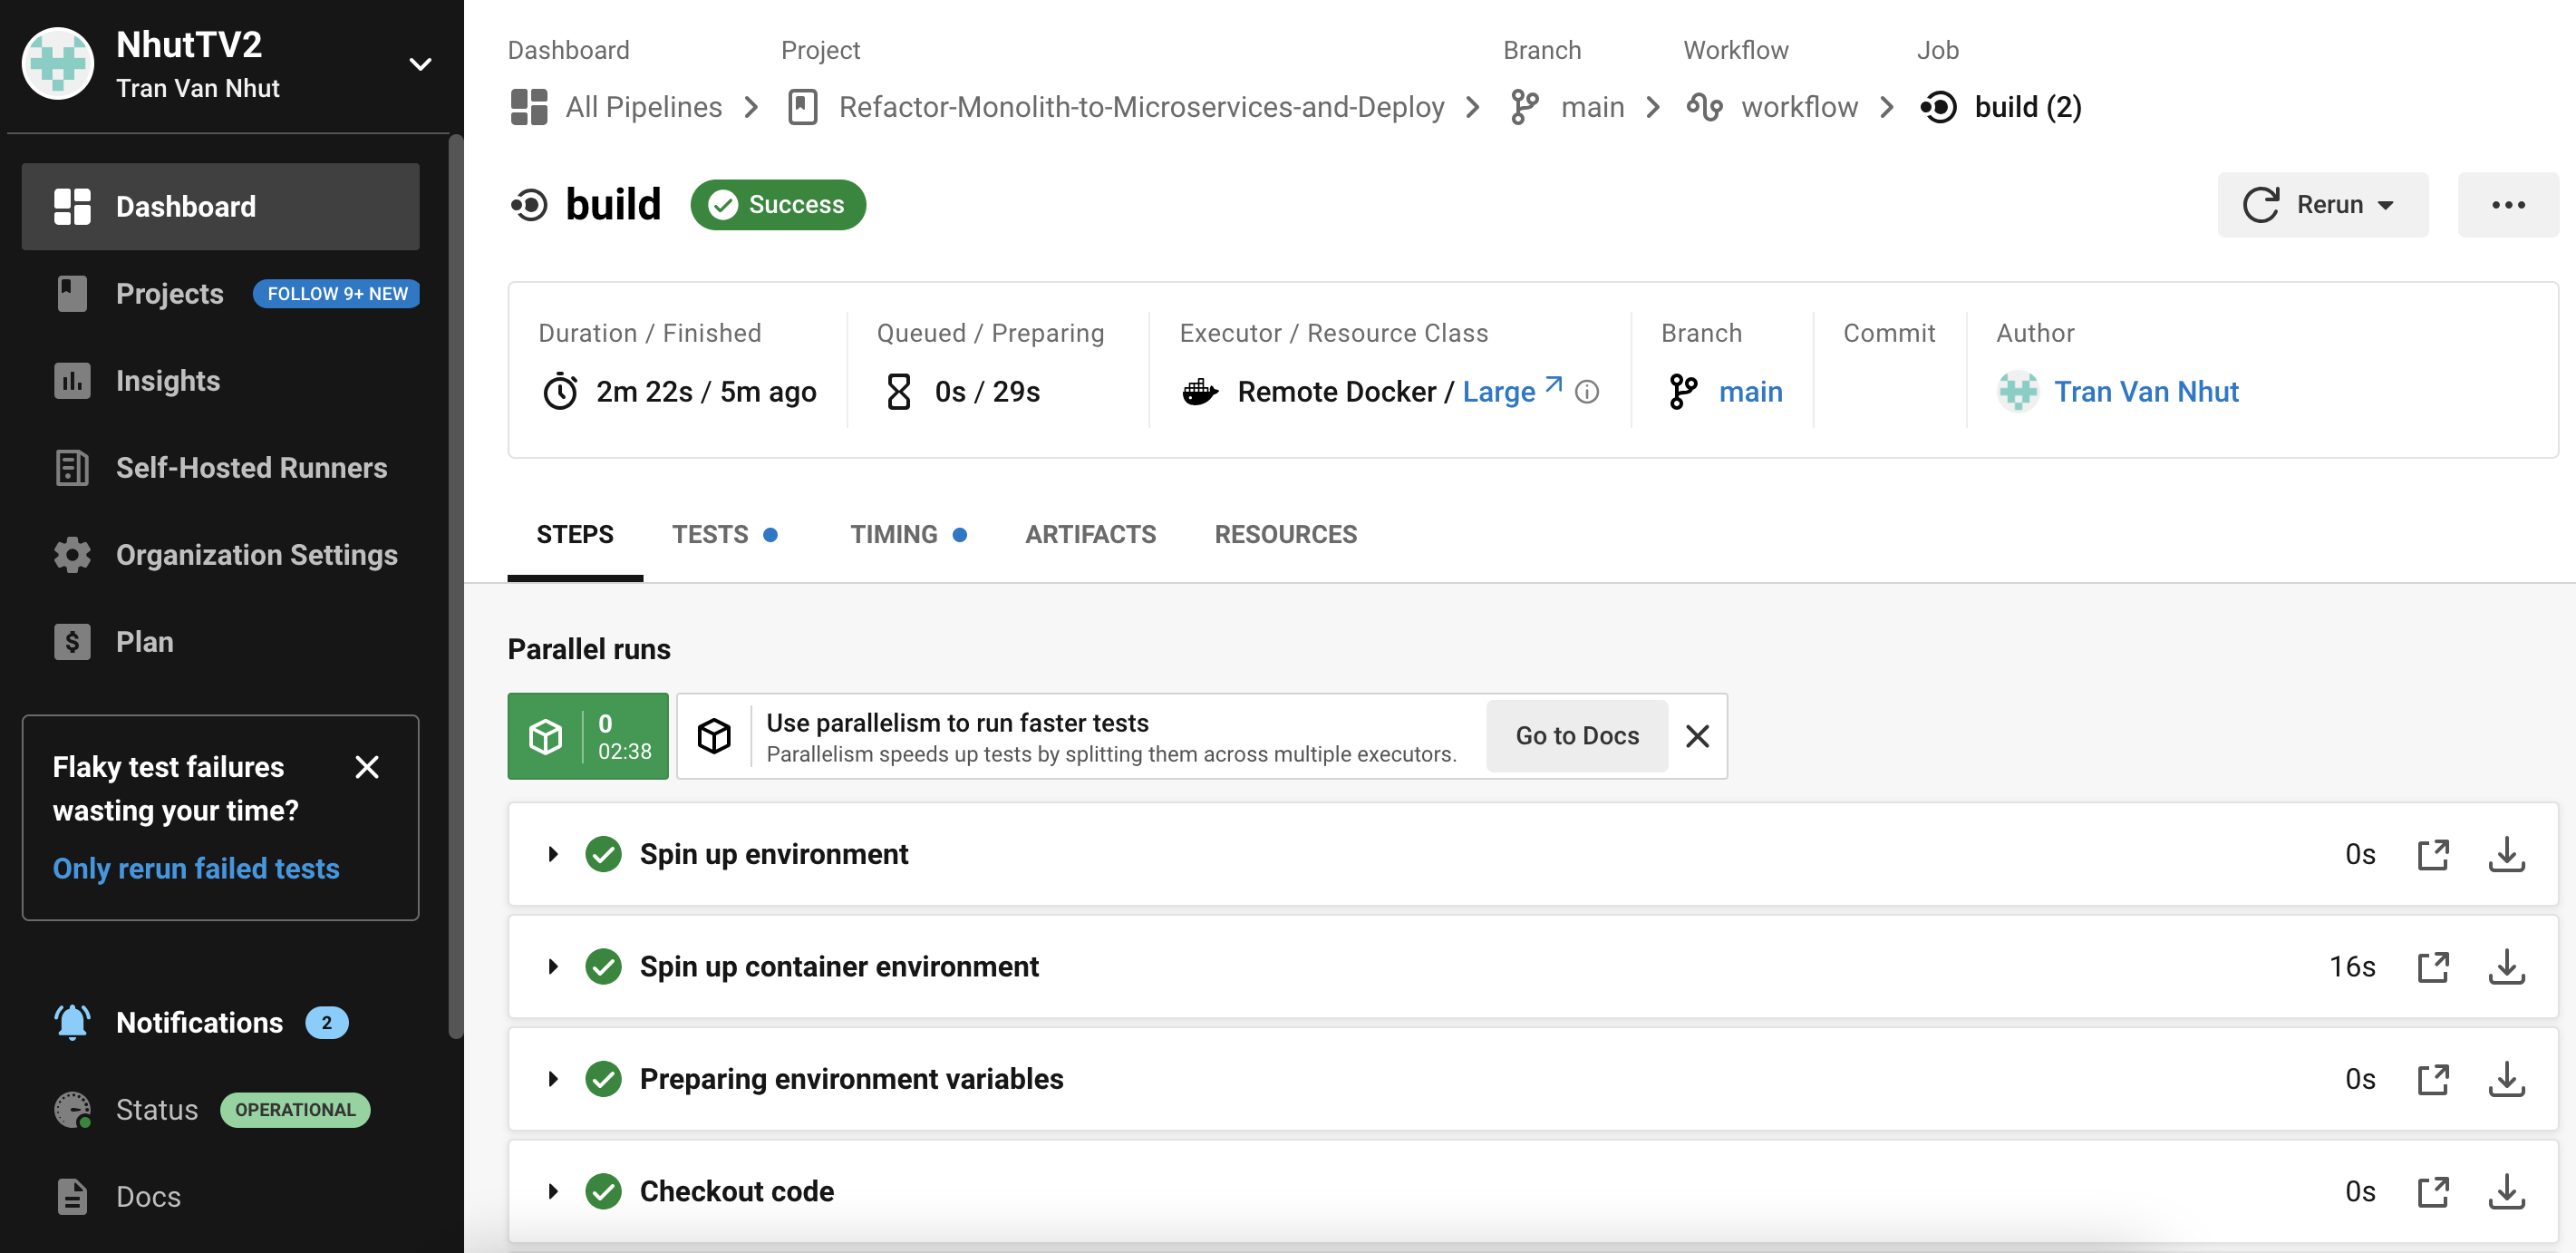 NhutTV2
Tran Van Nhut
Dashboard
Projects FOLLOW 9+ NEW
Insights
Self-Hosted Runners
Organization Settings
Plan
Flaky test failures
wasting your time?
Only rerun failed tests
Notifications 2
Status OPERATIONAL
Docs
Dashboard Project Branch Workflow Job
All Pipelines Refactor-Monolith-to-Microservices-and-Deploy main workflow build (2)
build Success Rerun
Duration / Finished Queued / Preparing Executor / Resource Class Branch Commit Author
2m 22s / 5m ago 0s / 29s Remote Docker / Large main Tran Van Nhut
STEPS TESTS TIMING ARTIFACTS RESOURCES
Parallel runs
0
02:38
Use parallelism to run faster tests
Parallelism speeds up tests by splitting them across multiple executors.
Go to Docs
Spin up environment 0s
Spin up container environment 16s
Preparing environment variables 0s
Checkout code 0s